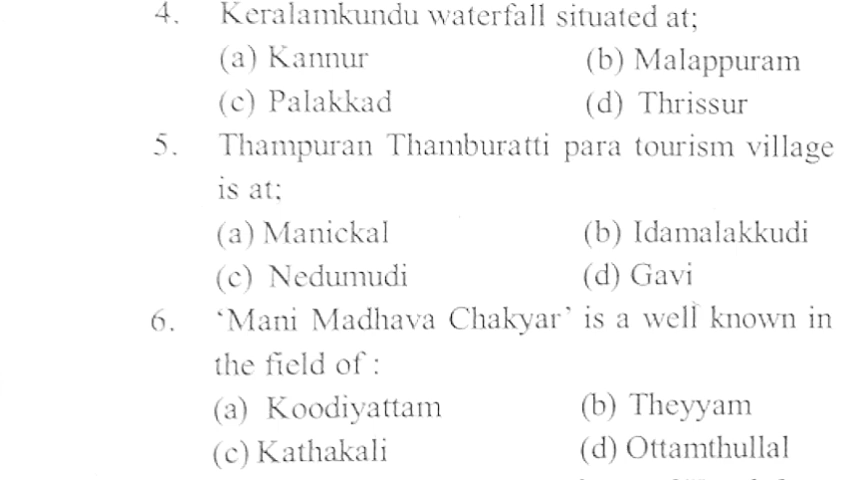 4. Keralamkundu waterfall situated at;
(a) Kannur (b) Malappuram
(c) Palakkad (d) Thrissur
5. Thampuran Thamburatti para tourism village
is at;
(a) Manickal (b) Idamalakkudi
(c) Nedumudi (d) Gavi
6. ‘Mani Madhava Chakyar’ is a well known in
the field of :
(a) Koodiyattam (b) Theyyam
(c) Kathakali (d) Ottamthullal